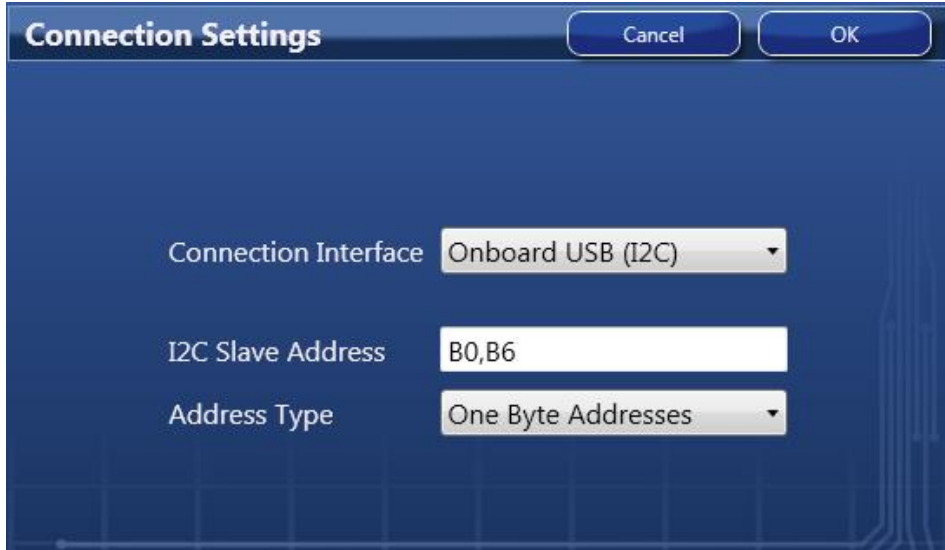 Connection Settings Cancel OK
Connection Interface Onboard USB (I2C)
I2C Slave Address B0,B6
Address Type One Byte Addresses